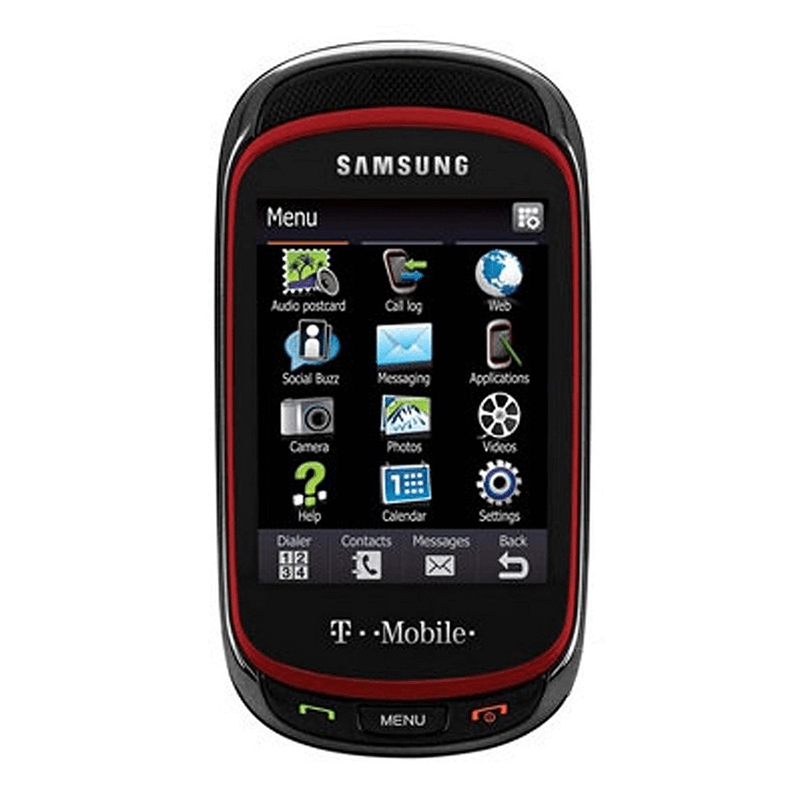 SAMSUNG
Menu
Audio postcard Call log Web
Social Buzz Messaging Applications
Camera Photos Videos
Help Calendar Settings
Dialer Contacts Messages Back
T··Mobile·
MENU